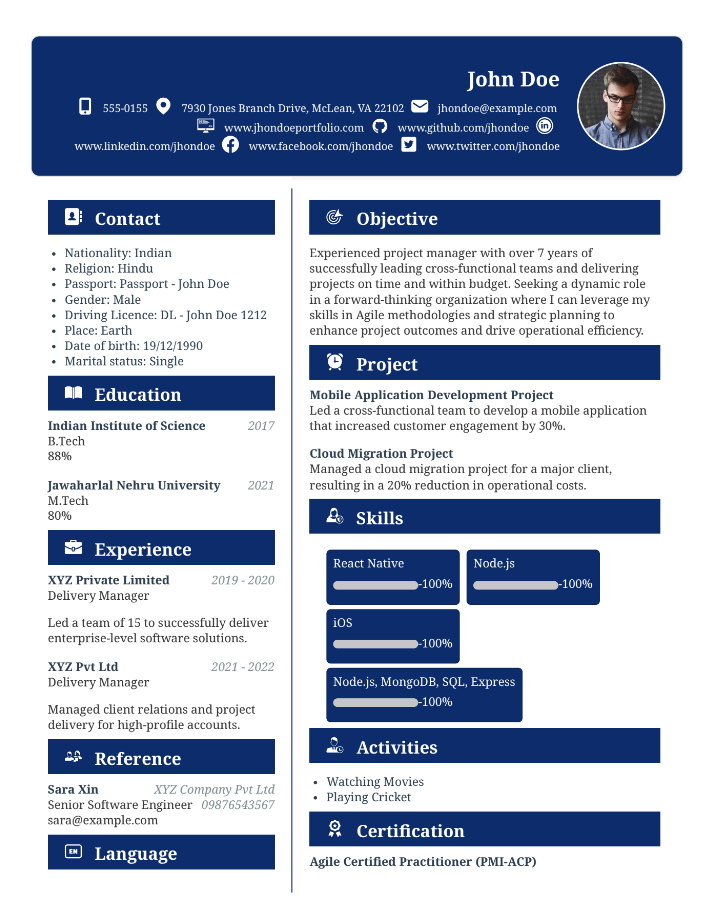 John Doe
555-0155 7930 Jones Branch Drive, McLean, VA 22102 jhondoe@example.com
www.jhondoeportfolio.com www.github.com/jhondoe
www.linkedin.com/jhondoe www.facebook.com/jhondoe www.twitter.com/jhondoe
Contact
• Nationality: Indian
• Religion: Hindu
• Passport: Passport - John Doe
• Gender: Male
• Driving Licence: DL - John Doe 1212
• Place: Earth
• Date of birth: 19/12/1990
• Marital status: Single
Education
Indian Institute of Science 2017
B.Tech
88%
Jawaharlal Nehru University 2021
M.Tech
80%
Experience
XYZ Private Limited 2019 - 2020
Delivery Manager
Led a team of 15 to successfully deliver
enterprise-level software solutions.
XYZ Pvt Ltd 2021 - 2022
Delivery Manager
Managed client relations and project
delivery for high-profile accounts.
Reference
Sara Xin XYZ Company Pvt Ltd
Senior Software Engineer 09876543567
sara@example.com
EN Language
Objective
Experienced project manager with over 7 years of
successfully leading cross-functional teams and delivering
projects on time and within budget. Seeking a dynamic role
in a forward-thinking organization where I can leverage my
skills in Agile methodologies and strategic planning to
enhance project outcomes and drive operational efficiency.
Project
Mobile Application Development Project
Led a cross-functional team to develop a mobile application
that increased customer engagement by 30%.
Cloud Migration Project
Managed a cloud migration project for a major client,
resulting in a 20% reduction in operational costs.
Skills
React Native
-100%
Node.js
-100%
iOS
-100%
Node.js, MongoDB, SQL, Express
-100%
Activities
• Watching Movies
• Playing Cricket
Certification
Agile Certified Practitioner (PMI-ACP)